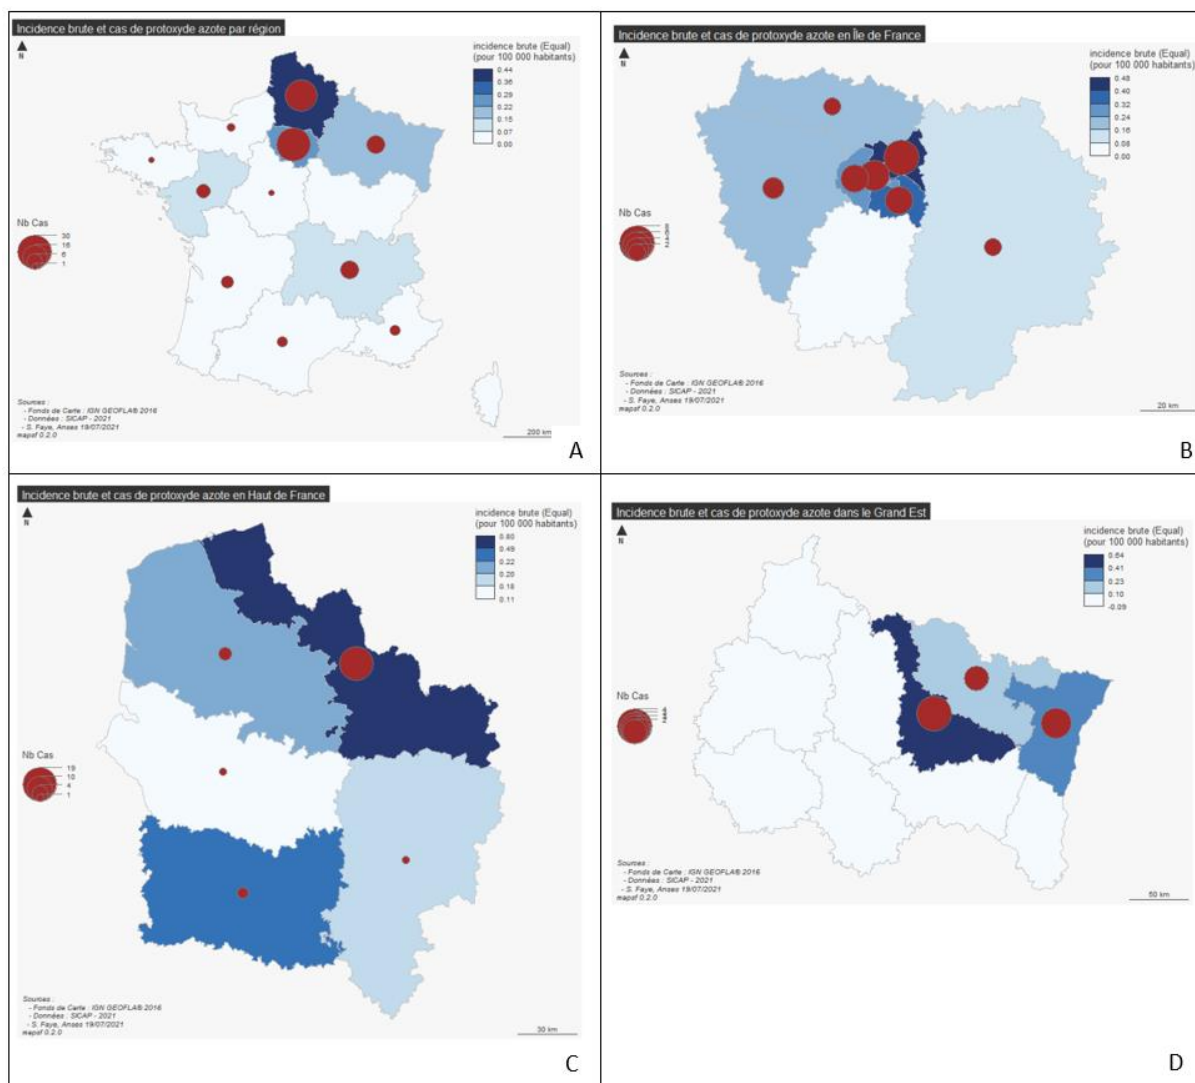 Incidence brute et cas de protoxyde azote par région
N
incidence brute (Equal)
(pour 100 000 habitants)
0.44
0.36
0.29
0.22
0.15
0.07
0.00
Nb Cas
30
16
6
1
Sources :
- Fonds de Carte : IGN GEOFLA® 2016
- Données : SICAP - 2021
- S. Faye, Anses 19/07/2021
mapsf 0.2.0
200 km
A
Incidence brute et cas de protoxyde azote en Île de France
N
incidence brute (Equal)
(pour 100 000 habitants)
0.48
0.40
0.32
0.24
0.16
0.08
0.00
Nb Cas
Sources :
- Fonds de Carte : IGN GEOFLA® 2016
- Données : SICAP - 2021
- S. Faye, Anses 19/07/2021
mapsf 0.2.0
20 km
B
Incidence brute et cas de protoxyde azote en Haut de France
N
incidence brute (Equal)
(pour 100 000 habitants)
0.80
0.49
0.22
0.20
0.18
0.11
Nb Cas
19
10
4
1
Sources :
- Fonds de Carte : IGN GEOFLA® 2016
- Données : SICAP - 2021
- S. Faye, Anses 19/07/2021
mapsf 0.2.0
30 km
C
Incidence brute et cas de protoxyde azote dans le Grand Est
N
incidence brute (Equal)
(pour 100 000 habitants)
0.64
0.41
0.23
0.10
-0.09
Nb Cas
Sources :
- Fonds de Carte : IGN GEOFLA® 2016
- Données : SICAP - 2021
- S. Faye, Anses 19/07/2021
mapsf 0.2.0
50 km
D